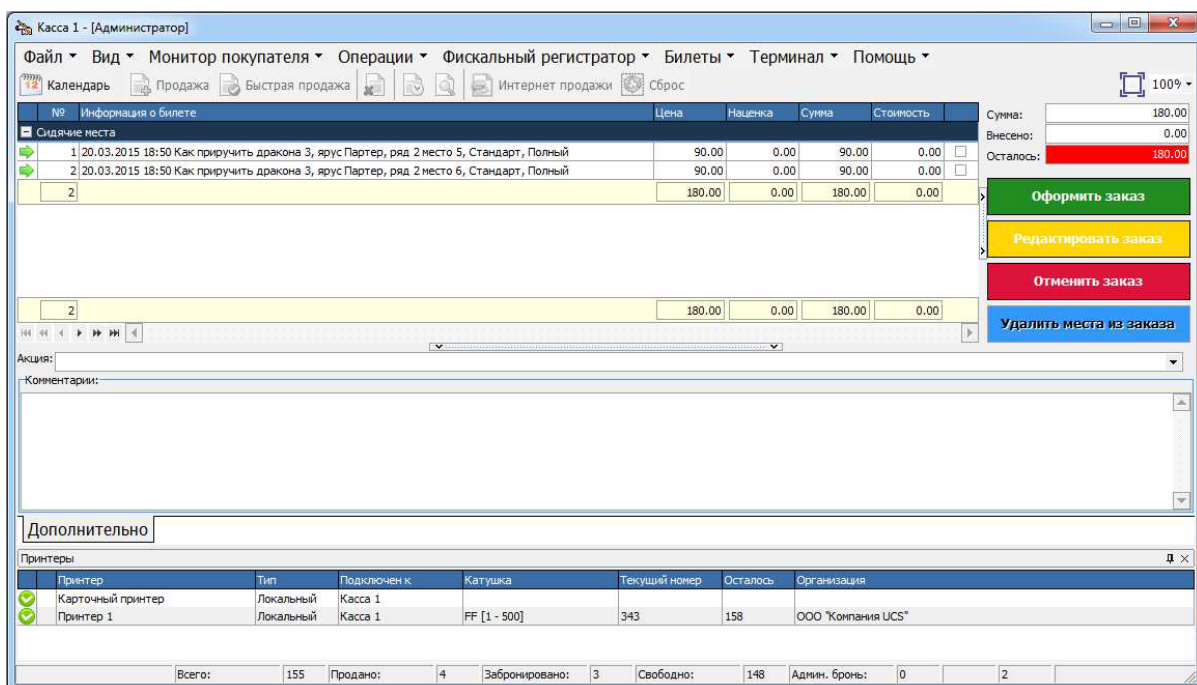 Касса 1 - [Администратор]
Файл Вид Монитор покупателя Операции Фискальный регистратор Билеты Терминал Помощь
12 Календарь Продажа Быстрая продажа Интернет продажи Сброс 100%
№ Информация о билете Цена Наценка Сумма Стоимость
Сидячие места
1 20.03.2015 18:50 Как приручить дракона 3, ярус Партер, ряд 2 место 5, Стандарт, Полный 90.00 0.00 90.00 0.00
2 20.03.2015 18:50 Как приручить дракона 3, ярус Партер, ряд 2 место 6, Стандарт, Полный 90.00 0.00 90.00 0.00
2 180.00 0.00 180.00 0.00
2 180.00 0.00 180.00 0.00
Сумма: 180.00
Внесено: 0.00
Осталось: 180.00
Оформить заказ
Редактировать заказ
Отменить заказ
Удалить места из заказа
Акция:
Комментарии:
Дополнительно
Принтеры
Принтер Тип Подключен к Катушка Текущий номер Осталось Организация
Карточный принтер Локальный Касса 1
Принтер 1 Локальный Касса 1 FF [1 - 500] 343 158 ООО "Компания UCS"
Всего: 155 Продано: 4 Забронировано: 3 Свободно: 148 Админ. бронь: 0 2